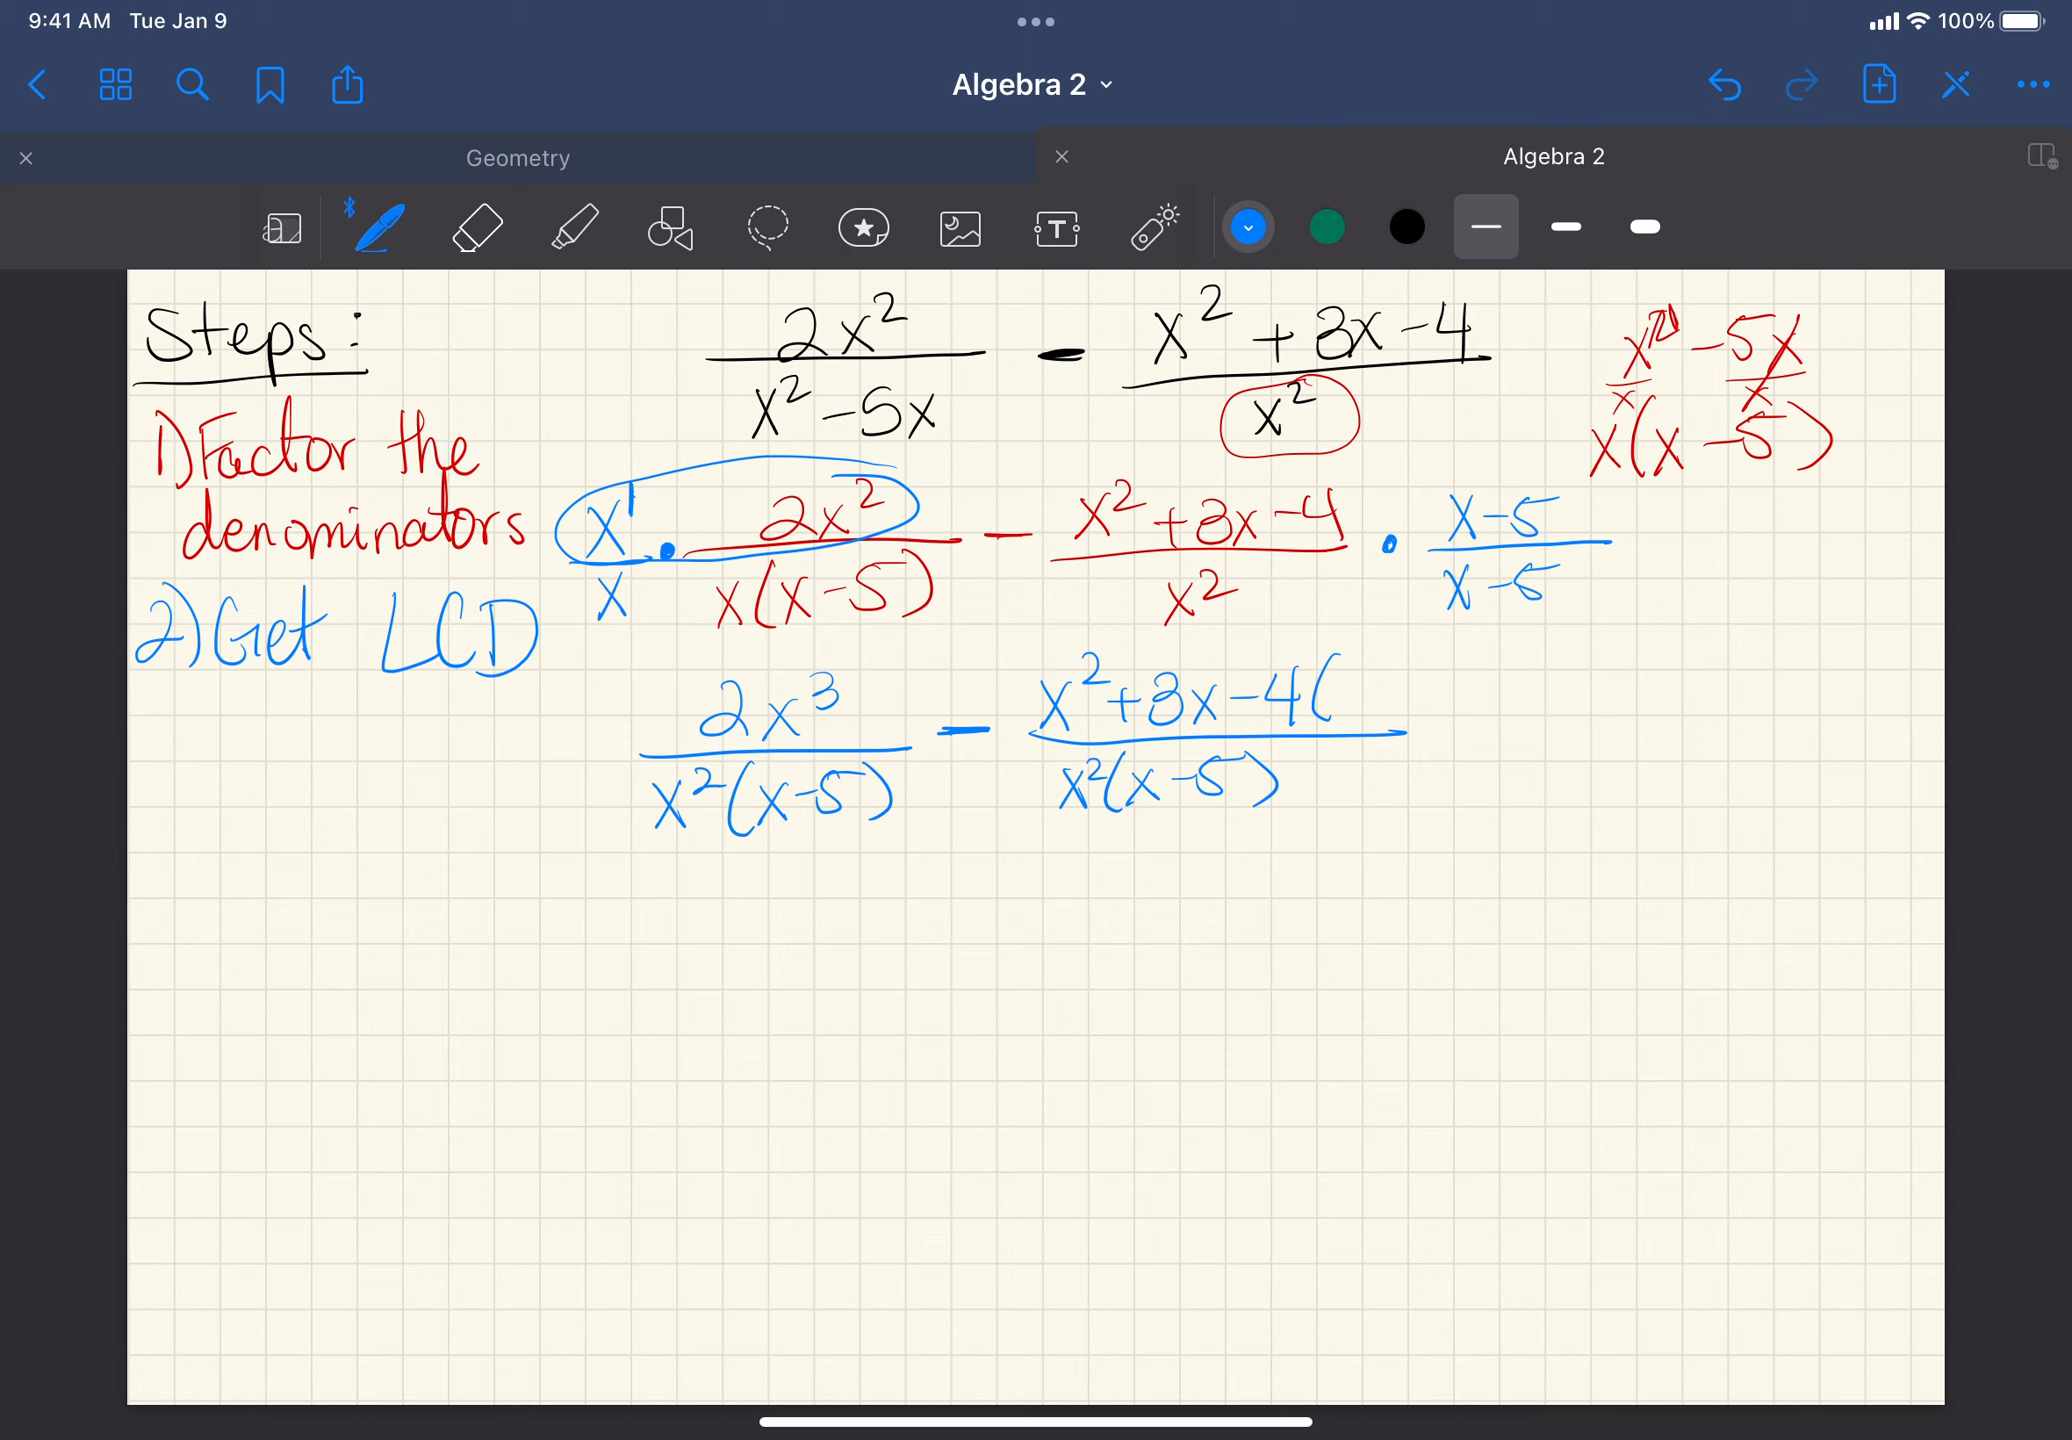 9:41 AM Tue Jan 9
100%
Algebra 2
Geometry
Algebra 2
Steps:
2x² / x² - 5x - x² + 3x - 4 / x²
x² - 5x
x x
x(x - 5)
1) Factor the
denominators
x¹ / x · 2x² / x(x - 5) - x² + 3x - 4 / x² · x - 5 / x - 5
2) Get LCD
2x³ / x²(x - 5) - x² + 3x - 4( / x²(x - 5)